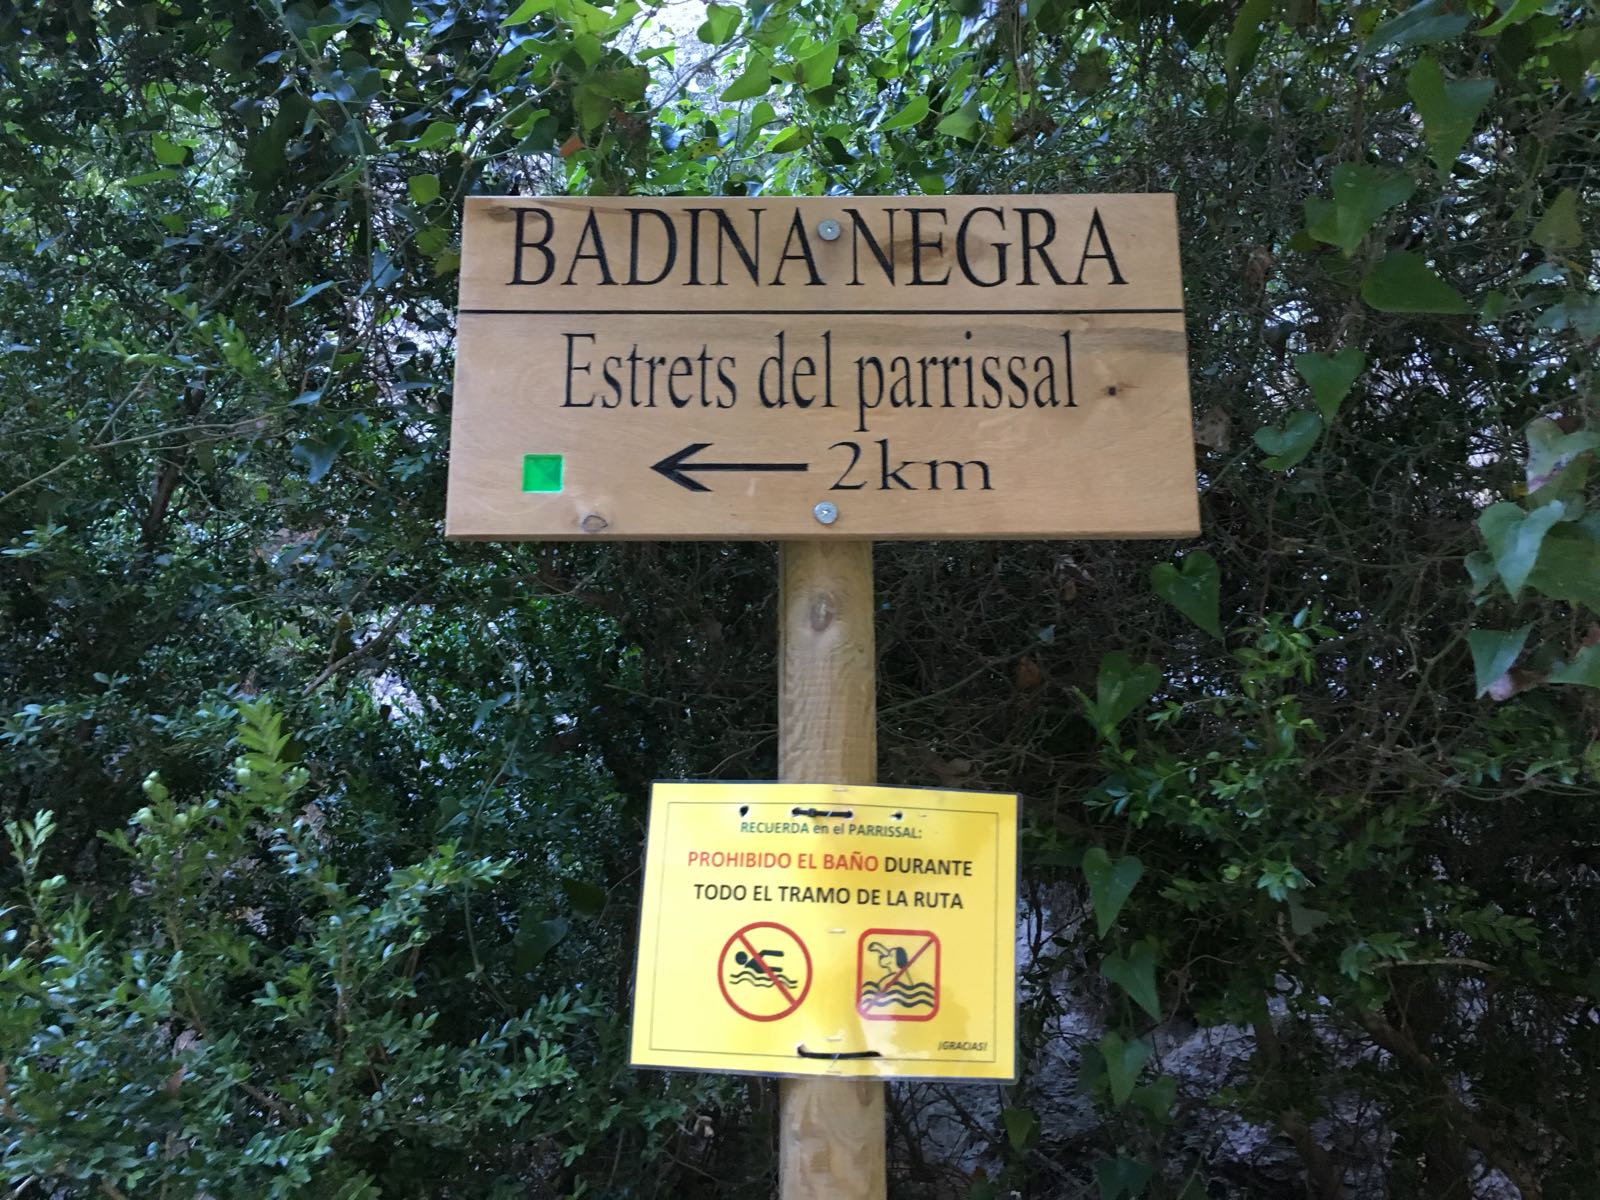 BADINA NEGRA
Estrets del parrissal
← 2km
RECUERDA en el PARRISSAL:
PROHIBIDO EL BAÑO DURANTE
TODO EL TRAMO DE LA RUTA
¡GRACIAS!